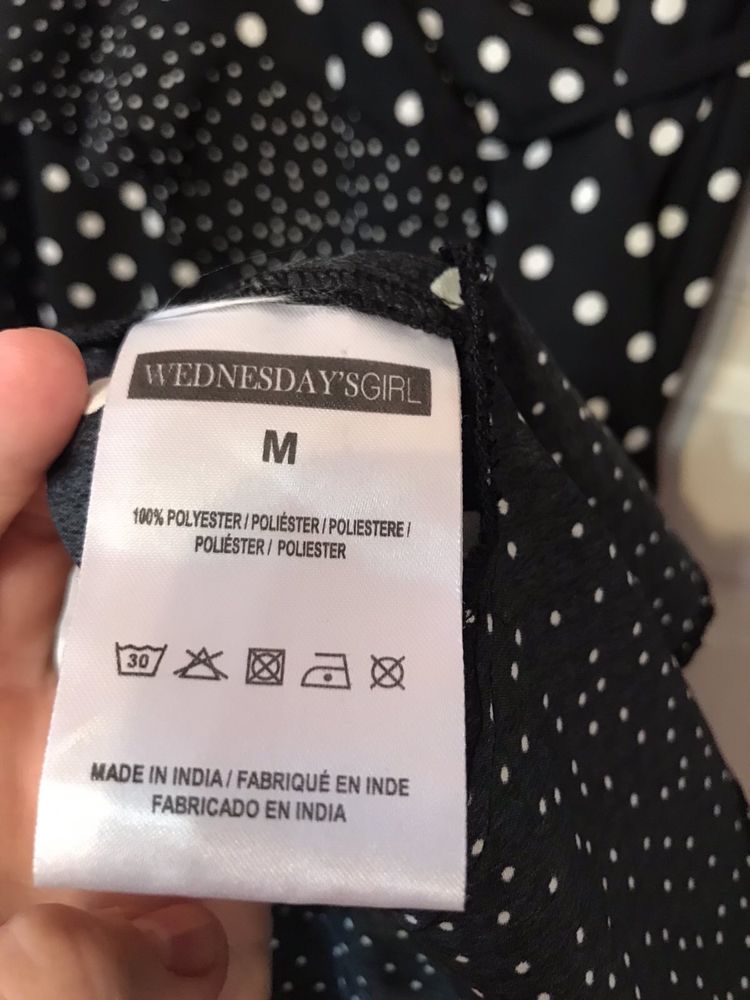 WEDNESDAY'SGIRL
M
100% POLYESTER / POLIÉSTER / POLIESTERE /
POLIÉSTER / POLIESTER
30
MADE IN INDIA / FABRIQUÉ EN INDE
FABRICADO EN INDIA